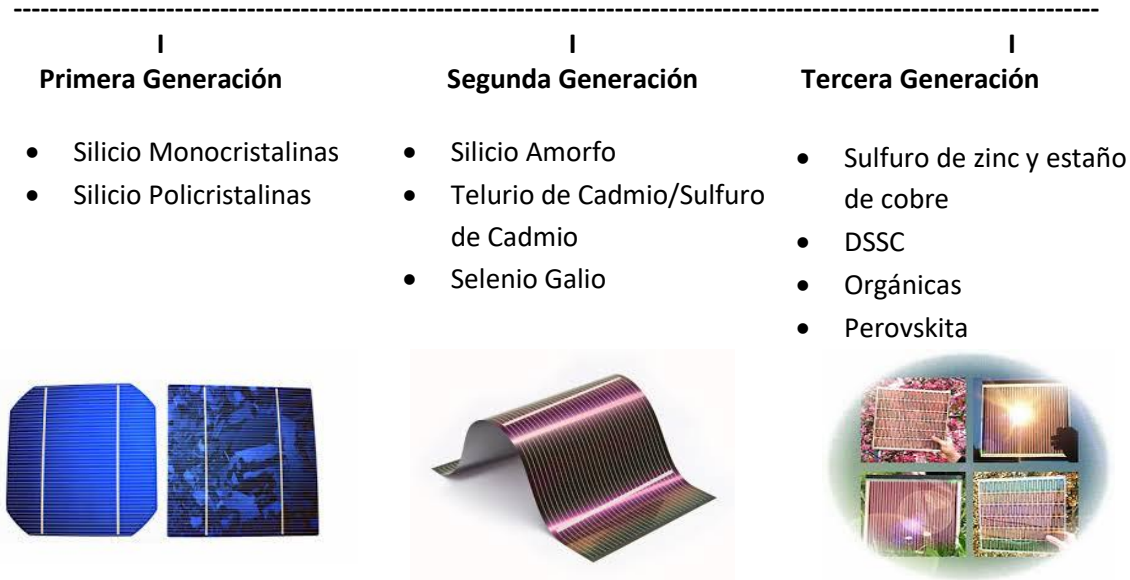 ---------------------------------------------------------------------------------------------------------------------------
I
I
I
Primera Generación
Segunda Generación
Tercera Generación
• Silicio Monocristalinas
• Silicio Policristalinas
• Silicio Amorfo
• Telurio de Cadmio/Sulfuro
de Cadmio
• Selenio Galio
• Sulfuro de zinc y estaño
de cobre
• DSSC
• Orgánicas
• Perovskita